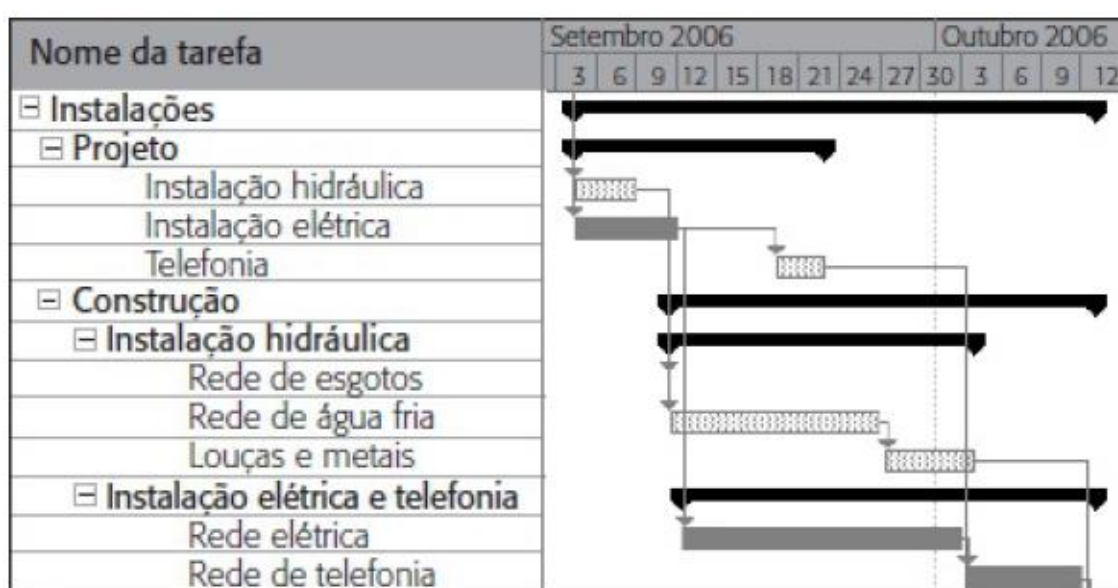 Nome da tarefa
Setembro 2006 Outubro 2006
3 6 9 12 15 18 21 24 27 30 3 6 9 12
Instalações
Projeto
Instalação hidráulica
Instalação elétrica
Telefonia
Construção
Instalação hidráulica
Rede de esgotos
Rede de água fria
Louças e metais
Instalação elétrica e telefonia
Rede elétrica
Rede de telefonia